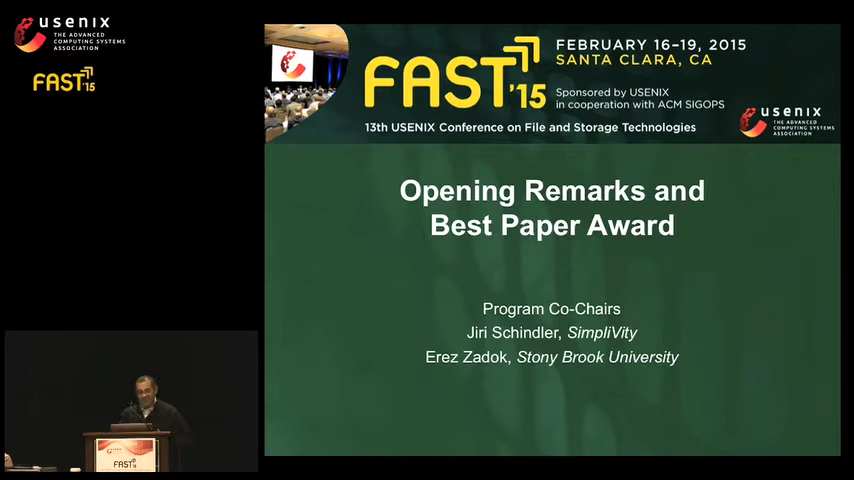 usenix
THE ADVANCED
COMPUTING SYSTEMS
ASSOCIATION
FAST'15
FAST'15
FEBRUARY 16–19, 2015
SANTA CLARA, CA
Sponsored by USENIX
in cooperation with ACM SIGOPS
13th USENIX Conference on File and Storage Technologies
usenix
THE ADVANCED
COMPUTING SYSTEMS
ASSOCIATION
Opening Remarks and
Best Paper Award
Program Co-Chairs
Jiri Schindler, SimpliVity
Erez Zadok, Stony Brook University
FAST